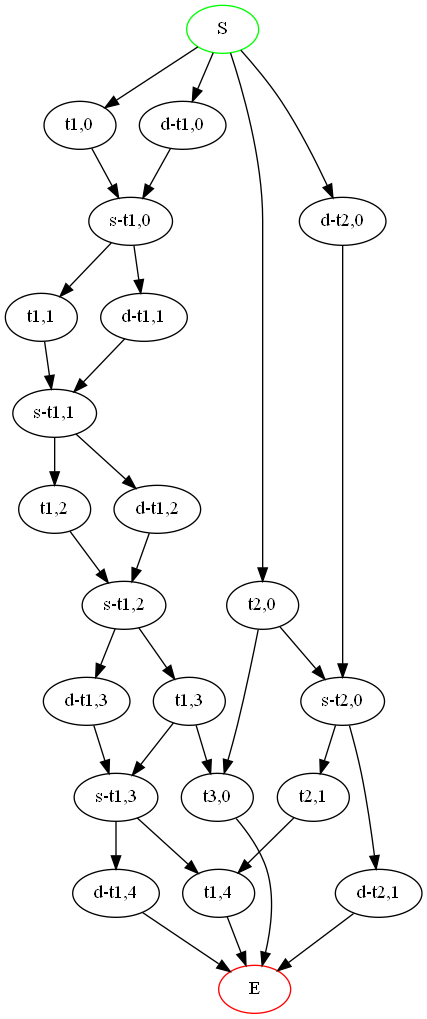 S
t1,0
d-t1,0
s-t1,0
d-t2,0
t1,1
d-t1,1
s-t1,1
t1,2
d-t1,2
s-t1,2
t2,0
d-t1,3
t1,3
s-t2,0
s-t1,3
t3,0
t2,1
d-t1,4
t1,4
d-t2,1
E